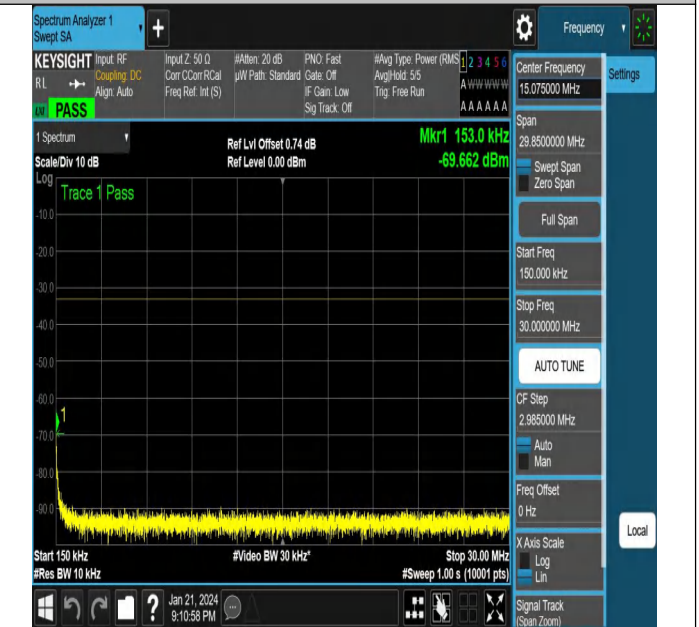 Spectrum Analyzer 1
Swept SA
+
Frequency
KEYSIGHT
RL
PASS
Input: RF
Coupling: DC
Align: Auto
Input Z: 50 Ω
Corr CCorr RCal
Freq Ref: Int (S)
#Atten: 20 dB
µW Path: Standard
PNO: Fast
Gate: Off
IF Gain: Low
Sig Track: Off
#Avg Type: Power (RMS
Avg|Hold: 5/5
Trig: Free Run
1 2 3 4 5 6
A W W W W W
A A A A A A
1 Spectrum
Scale/Div 10 dB
Ref Lvl Offset 0.74 dB
Ref Level 0.00 dBm
Mkr1 153.0 kHz
-69.662 dBm
Log
Trace 1 Pass
-10.0
-20.0
-30.0
-40.0
-50.0
-60.0
1
-70.0
-80.0
-90.0
Start 150 kHz
#Res BW 10 kHz
#Video BW 30 kHz*
Stop 30.00 MHz
#Sweep 1.00 s (10001 pts)
?
Jan 21, 2024
9:10:58 PM
Center Frequency
15.075000 MHz
Settings
Span
29.8500000 MHz
Swept Span
Zero Span
Full Span
Start Freq
150.000 kHz
Stop Freq
30.000000 MHz
AUTO TUNE
CF Step
2.985000 MHz
Auto
Man
Freq Offset
0 Hz
X Axis Scale
Log
Lin
Local
Signal Track
(Span Zoom)